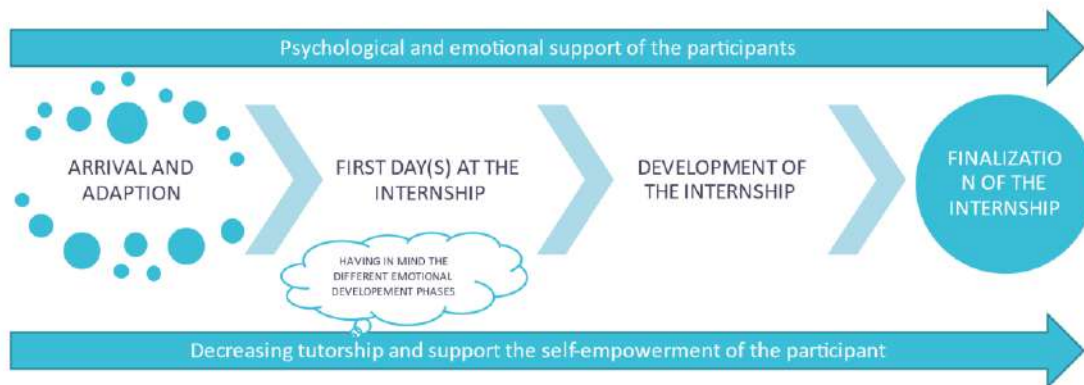 Psychological and emotional support of the participants
ARRIVAL AND
ADAPTION
FIRST DAY(S) AT THE
INTERNSHIP
DEVELOPMENT OF
THE INTERNSHIP
FINALIZATIO
N OF THE
INTERNSHIP
HAVING IN MIND THE
DIFFERENT EMOTIONAL
DEVELOPEMENT PHASES
Decreasing tutorship and support the self-empowerment of the participant